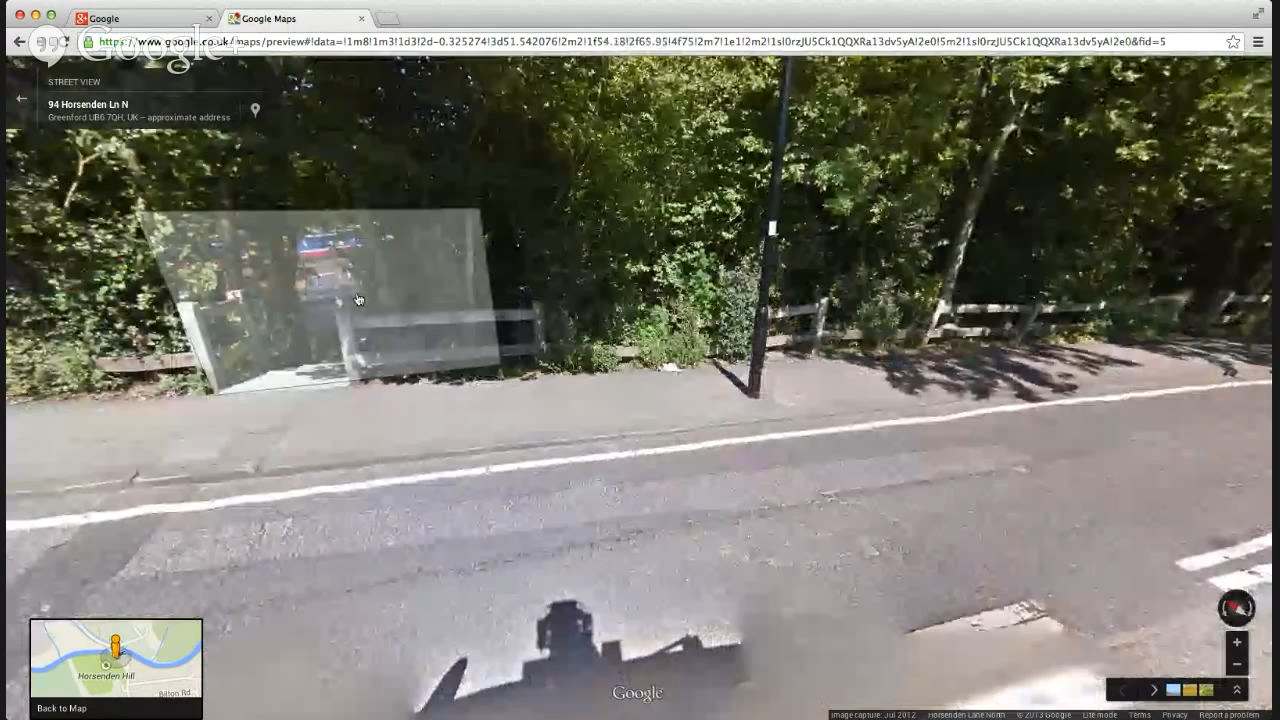 Google
Google Maps
Google+
https://www.google.co.uk/maps/preview#!data=!1m8!1m3!1d3!2d-0.325274!3d51.542076!2m2!1f54.18!2f65.95!4f75!2m7!1e1!2m2!1sl0rzJU5Ck1QQXRa13dv5yA!2e0!5m2!1sl0rzJU5Ck1QQXRa13dv5yA!2e0&fid=5
STREET VIEW
94 Horsenden Ln N
Greenford UB6 7QH, UK – approximate address
Horsenden Hill
Bilton Rd
Back to Map
Google
Image capture: Jul 2012 Horsenden Lane North © 2013 Google Lite mode Terms Privacy Report a problem